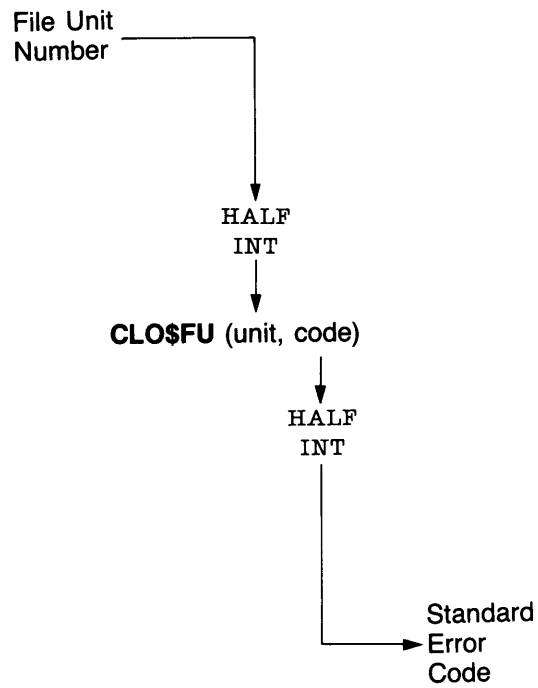 File Unit
Number
HALF
INT
CLO$FU (unit, code)
HALF
INT
Standard
Error
Code